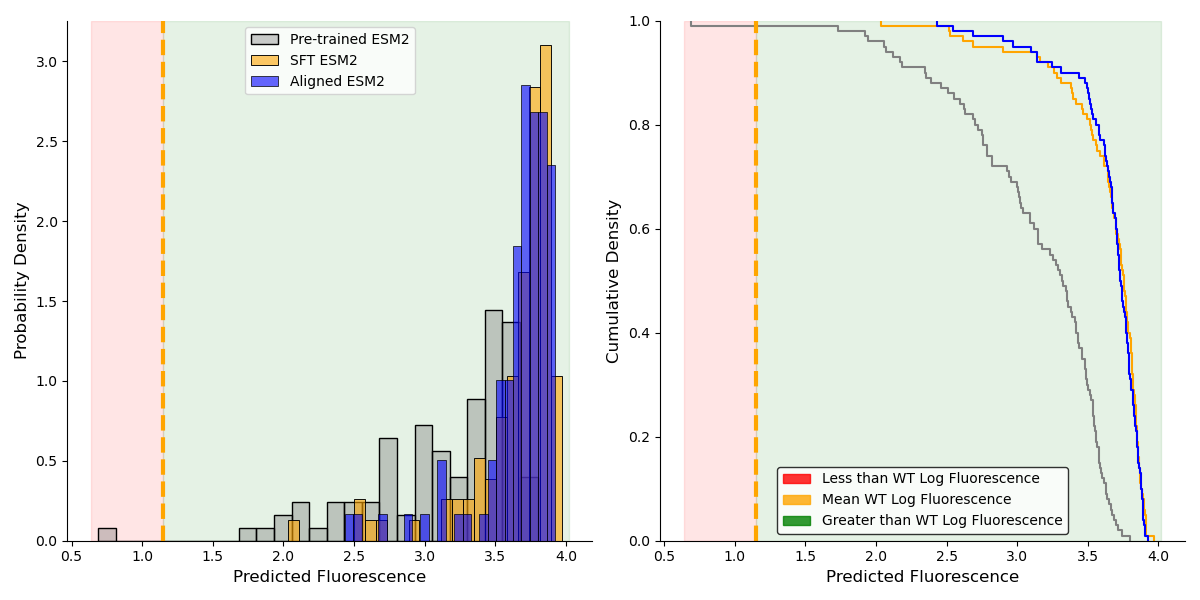 Probability Density
3.0
2.5
2.0
1.5
1.0
0.5
0.0
Pre-trained ESM2
SFT ESM2
Aligned ESM2
0.5 1.0 1.5 2.0 2.5 3.0 3.5 4.0
Predicted Fluorescence
Cumulative Density
1.0
0.8
0.6
0.4
0.2
0.0
Less than WT Log Fluorescence
Mean WT Log Fluorescence
Greater than WT Log Fluorescence
0.5 1.0 1.5 2.0 2.5 3.0 3.5 4.0
Predicted Fluorescence